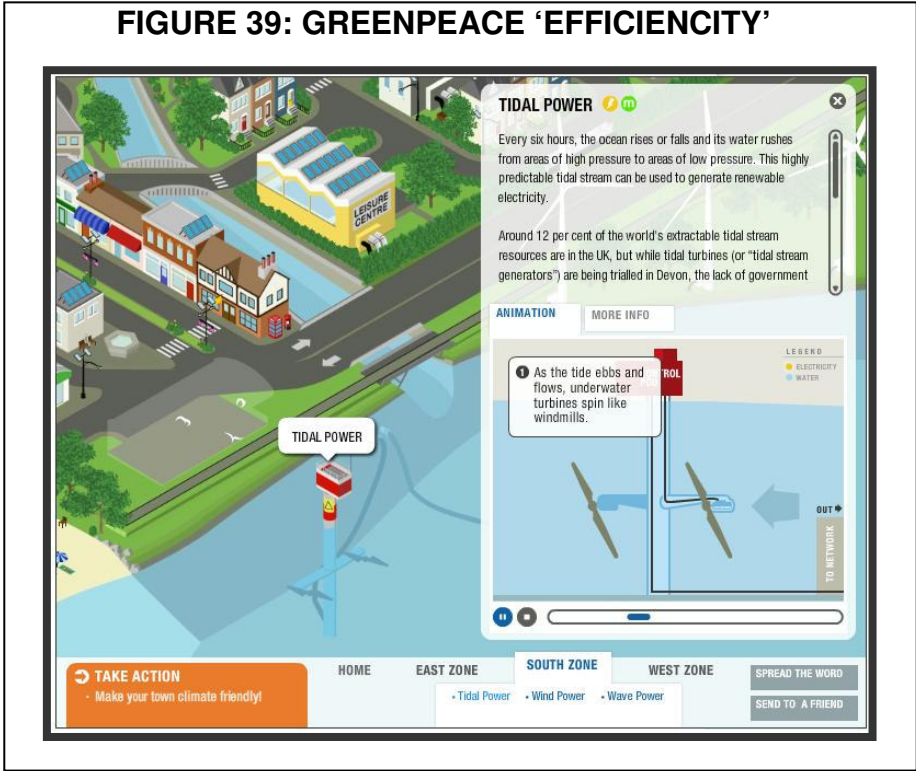 FIGURE 39: GREENPEACE ‘EFFICIENCITY’
LEISURE
CENTRE
TIDAL POWER
TIDAL POWER m
Every six hours, the ocean rises or falls and its water rushes
from areas of high pressure to areas of low pressure. This highly
predictable tidal stream can be used to generate renewable
electricity.
Around 12 per cent of the world's extractable tidal stream
resources are in the UK, but while tidal turbines (or "tidal stream
generators") are being trialled in Devon, the lack of government
ANIMATION
MORE INFO
1 As the tide ebbs and
flows, underwater
turbines spin like
windmills.
LEGEND
ELECTRICITY
WATER
OUT
TO NETWORK
TAKE ACTION
- Make your town climate friendly!
HOME
EAST ZONE
SOUTH ZONE
WEST ZONE
• Tidal Power • Wind Power • Wave Power
SPREAD THE WORD
SEND TO A FRIEND